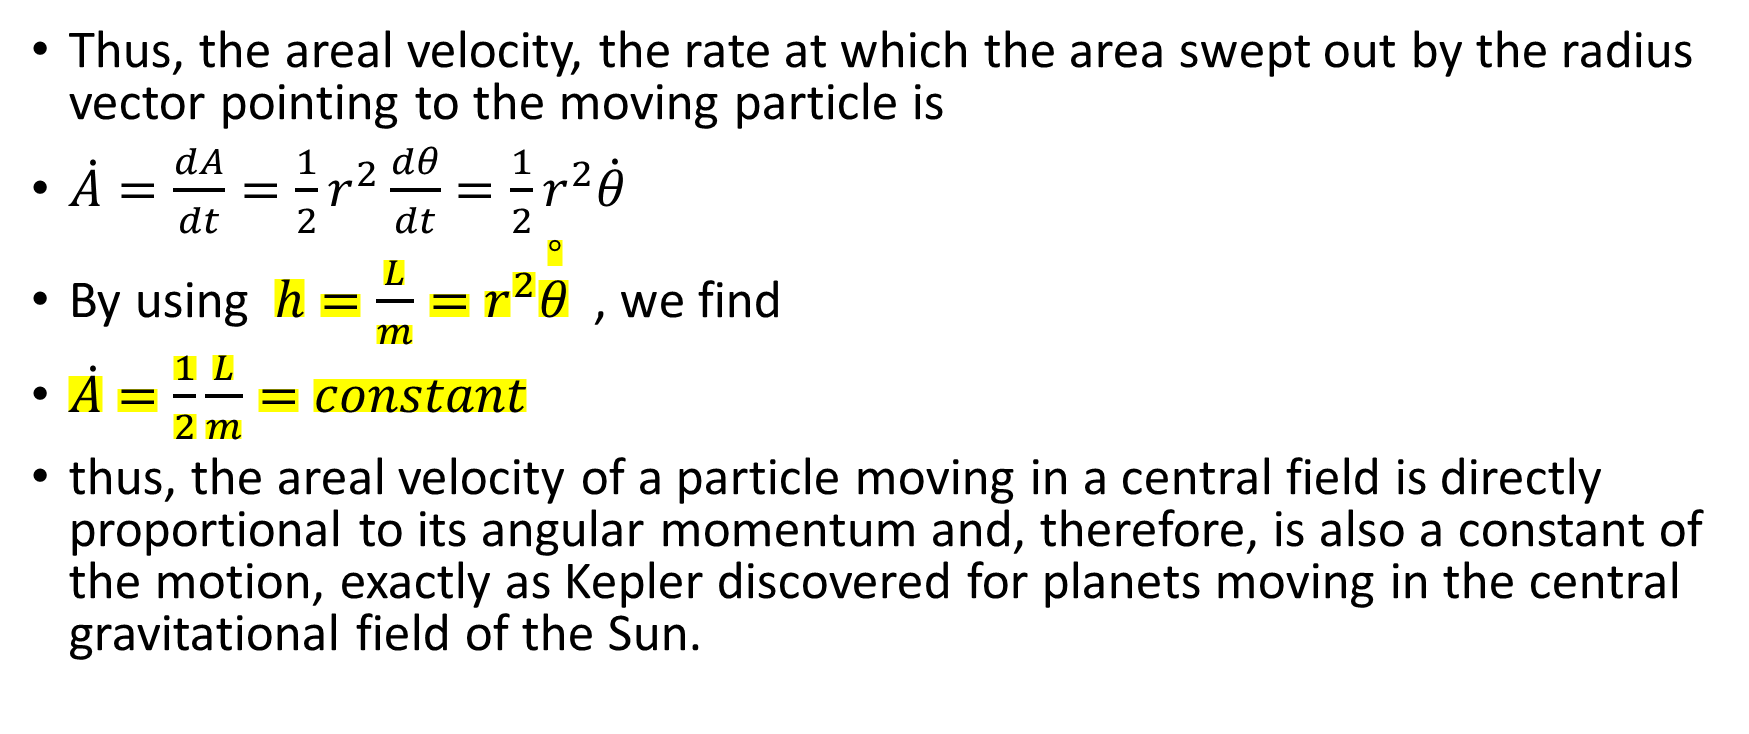 • Thus, the areal velocity, the rate at which the area swept out by the radius
vector pointing to the moving particle is
• Ȧ = dA/dt = 1/2 r² dθ/dt = 1/2 r² θ̇
• By using h = L/m = r² θ̊ , we find
• Ȧ = 1/2 L/m = constant
• thus, the areal velocity of a particle moving in a central field is directly
proportional to its angular momentum and, therefore, is also a constant of
the motion, exactly as Kepler discovered for planets moving in the central
gravitational field of the Sun.